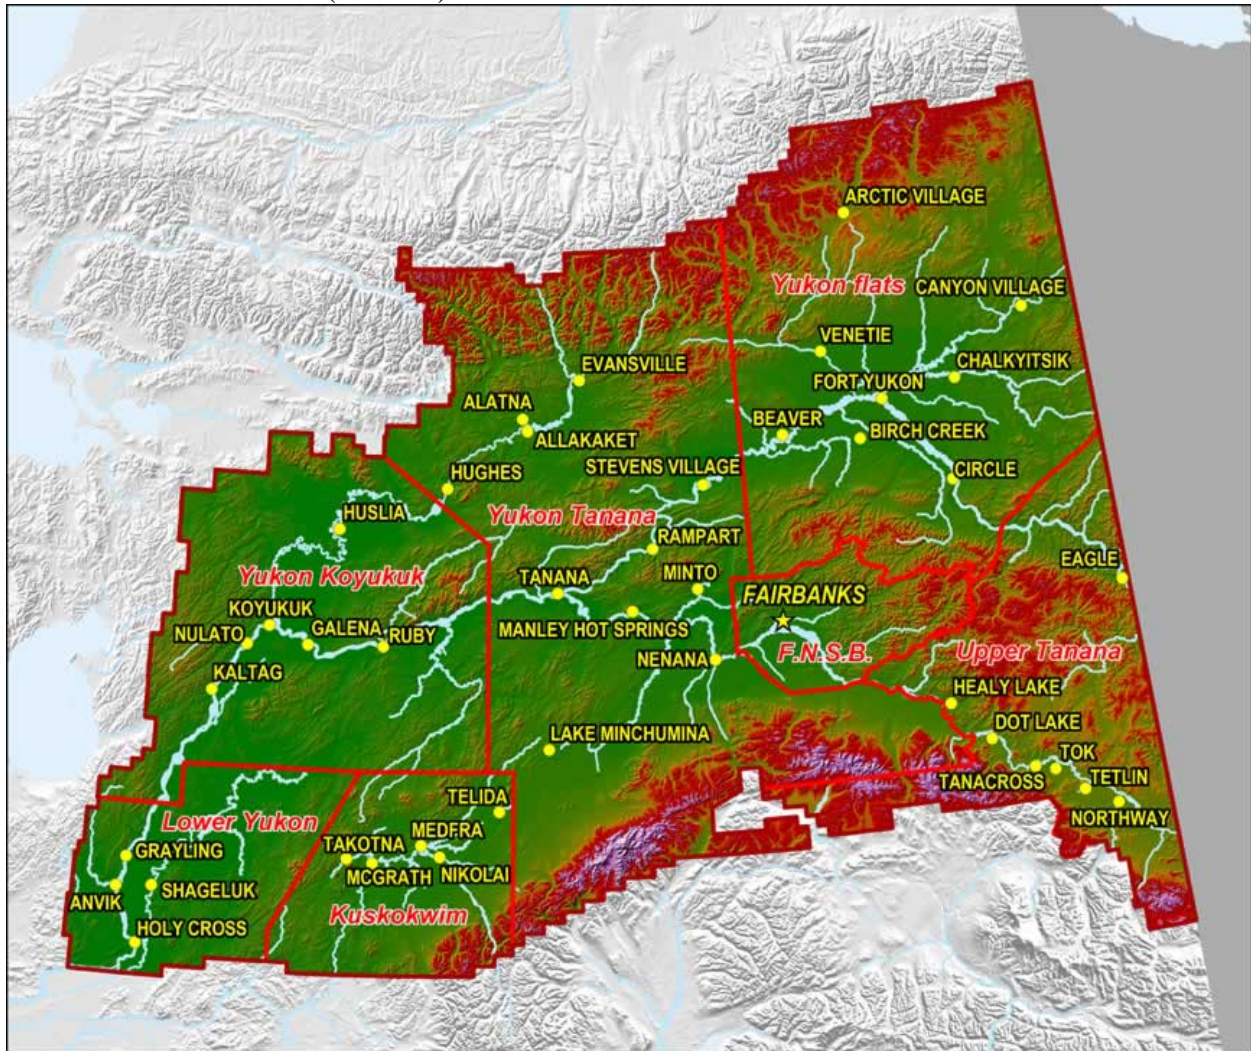 ARCTIC VILLAGE
Yukon flats
CANYON VILLAGE
VENETIE
EVANSVILLE
CHALKYITSIK
FORT YUKON
ALATNA
BEAVER
ALLAKAKET
BIRCH CREEK
STEVENS VILLAGE
HUGHES
CIRCLE
HUSLIA
Yukon Tanana
RAMPART
EAGLE
Yukon Koyukuk
TANANA
MINTO
FAIRBANKS
KOYUKUK
GALENA
RUBY
MANLEY HOT SPRINGS
NULATO
NENANA
F.N.S.B.
Upper Tanana
KALTAG
HEALY LAKE
LAKE MINCHUMINA
DOT LAKE
TOK
TANACROSS
TETLIN
TELIDA
NORTHWAY
Lower Yukon
MEDFRA
TAKOTNA
GRAYLING
MCGRATH
NIKOLAI
SHAGELUK
ANVIK
Kuskokwim
HOLY CROSS